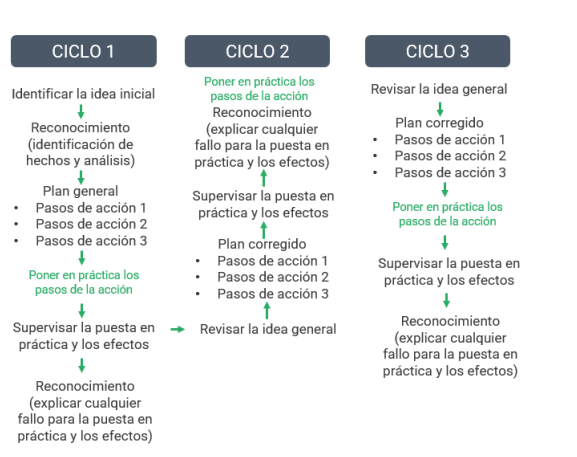 CICLO 1
Identificar la idea inicial
Reconocimiento
(identificación de
hechos y análisis)
Plan general
• Pasos de acción 1
• Pasos de acción 2
• Pasos de acción 3
Poner en práctica los
pasos de la acción
Supervisar la puesta en
práctica y los efectos
Reconocimiento
(explicar cualquier
fallo para la puesta en
práctica y los efectos)
CICLO 2
Poner en práctica los
pasos de la acción
Reconocimiento
(explicar cualquier
fallo para la puesta en
práctica y los efectos)
Supervisar la puesta en
práctica y los efectos
Plan corregido
• Pasos de acción 1
• Pasos de acción 2
• Pasos de acción 3
Revisar la idea general
CICLO 3
Revisar la idea general
Plan corregido
• Pasos de acción 1
• Pasos de acción 2
• Pasos de acción 3
Poner en práctica los
pasos de la acción
Supervisar la puesta en
práctica y los efectos
Reconocimiento
(explicar cualquier
fallo para la puesta en
práctica y los efectos)